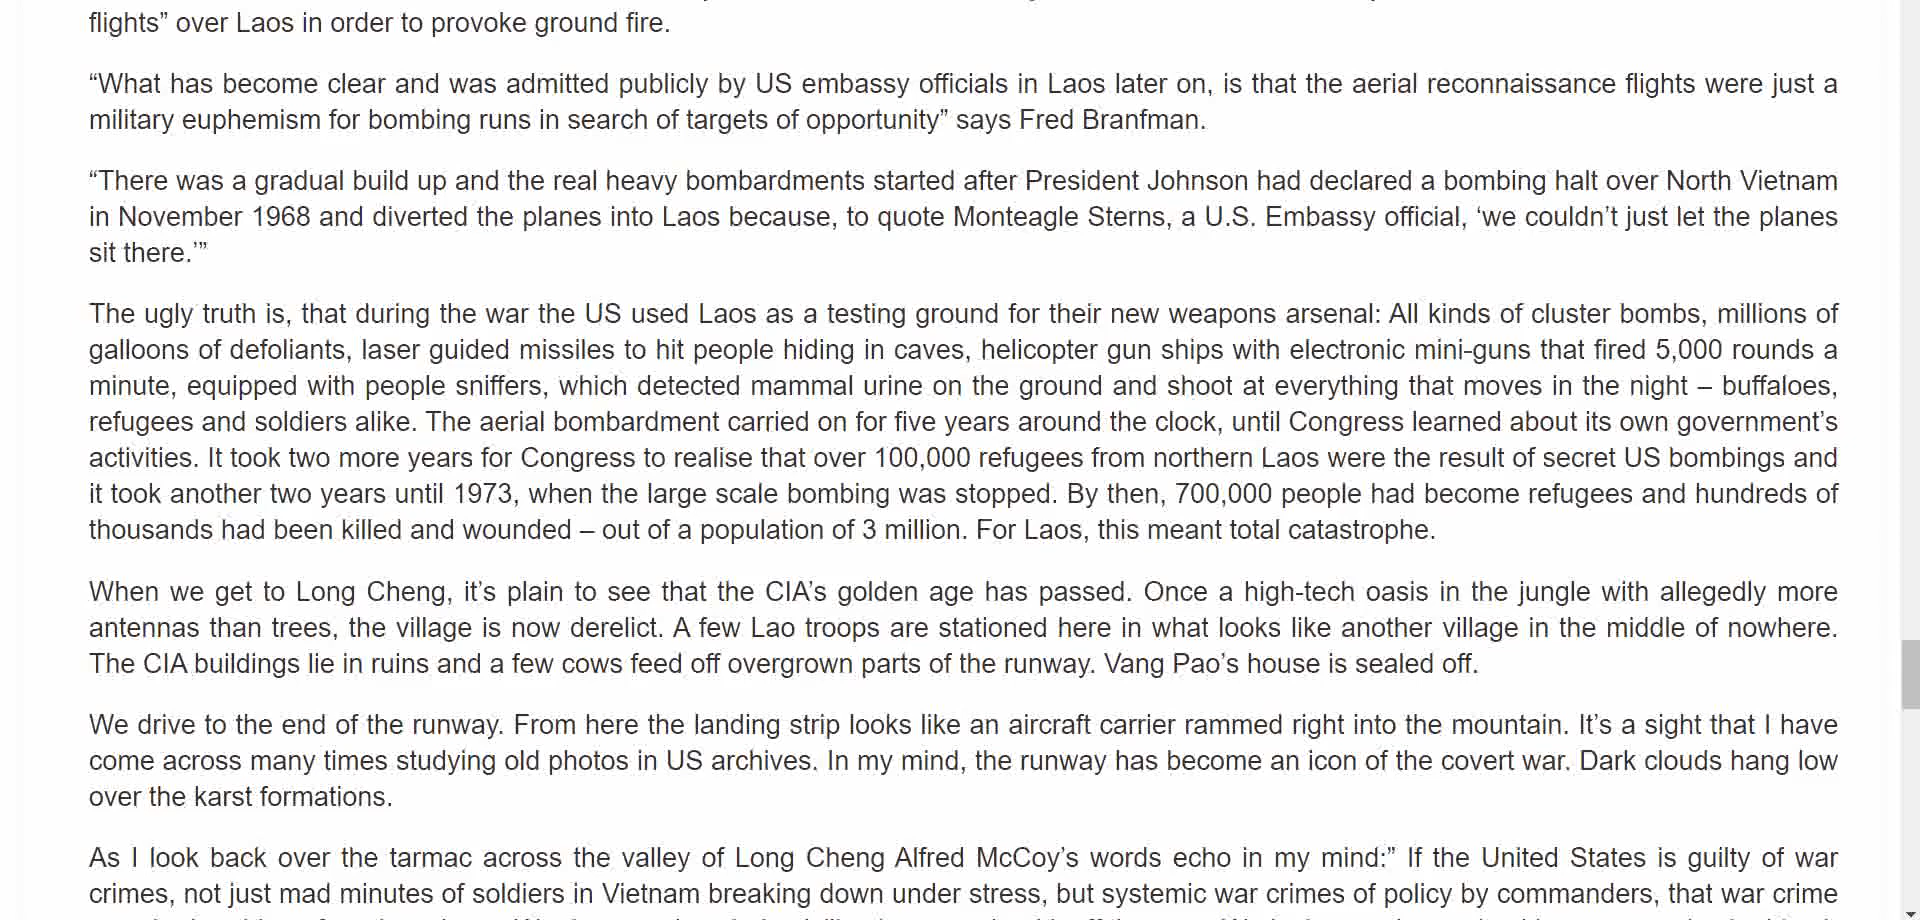 flights” over Laos in order to provoke ground fire.
“What has become clear and was admitted publicly by US embassy officials in Laos later on, is that the aerial reconnaissance flights were just a
military euphemism for bombing runs in search of targets of opportunity” says Fred Branfman.
“There was a gradual build up and the real heavy bombardments started after President Johnson had declared a bombing halt over North Vietnam
in November 1968 and diverted the planes into Laos because, to quote Monteagle Sterns, a U.S. Embassy official, ‘we couldn’t just let the planes
sit there.’”
The ugly truth is, that during the war the US used Laos as a testing ground for their new weapons arsenal: All kinds of cluster bombs, millions of
galloons of defoliants, laser guided missiles to hit people hiding in caves, helicopter gun ships with electronic mini-guns that fired 5,000 rounds a
minute, equipped with people sniffers, which detected mammal urine on the ground and shoot at everything that moves in the night – buffaloes,
refugees and soldiers alike. The aerial bombardment carried on for five years around the clock, until Congress learned about its own government’s
activities. It took two more years for Congress to realise that over 100,000 refugees from northern Laos were the result of secret US bombings and
it took another two years until 1973, when the large scale bombing was stopped. By then, 700,000 people had become refugees and hundreds of
thousands had been killed and wounded – out of a population of 3 million. For Laos, this meant total catastrophe.
When we get to Long Cheng, it’s plain to see that the CIA’s golden age has passed. Once a high-tech oasis in the jungle with allegedly more
antennas than trees, the village is now derelict. A few Lao troops are stationed here in what looks like another village in the middle of nowhere.
The CIA buildings lie in ruins and a few cows feed off overgrown parts of the runway. Vang Pao’s house is sealed off.
We drive to the end of the runway. From here the landing strip looks like an aircraft carrier rammed right into the mountain. It’s a sight that I have
come across many times studying old photos in US archives. In my mind, the runway has become an icon of the covert war. Dark clouds hang low
over the karst formations.
As I look back over the tarmac across the valley of Long Cheng Alfred McCoy’s words echo in my mind:” If the United States is guilty of war
crimes, not just mad minutes of soldiers in Vietnam breaking down under stress, but systemic war crimes of policy by commanders, that war crime